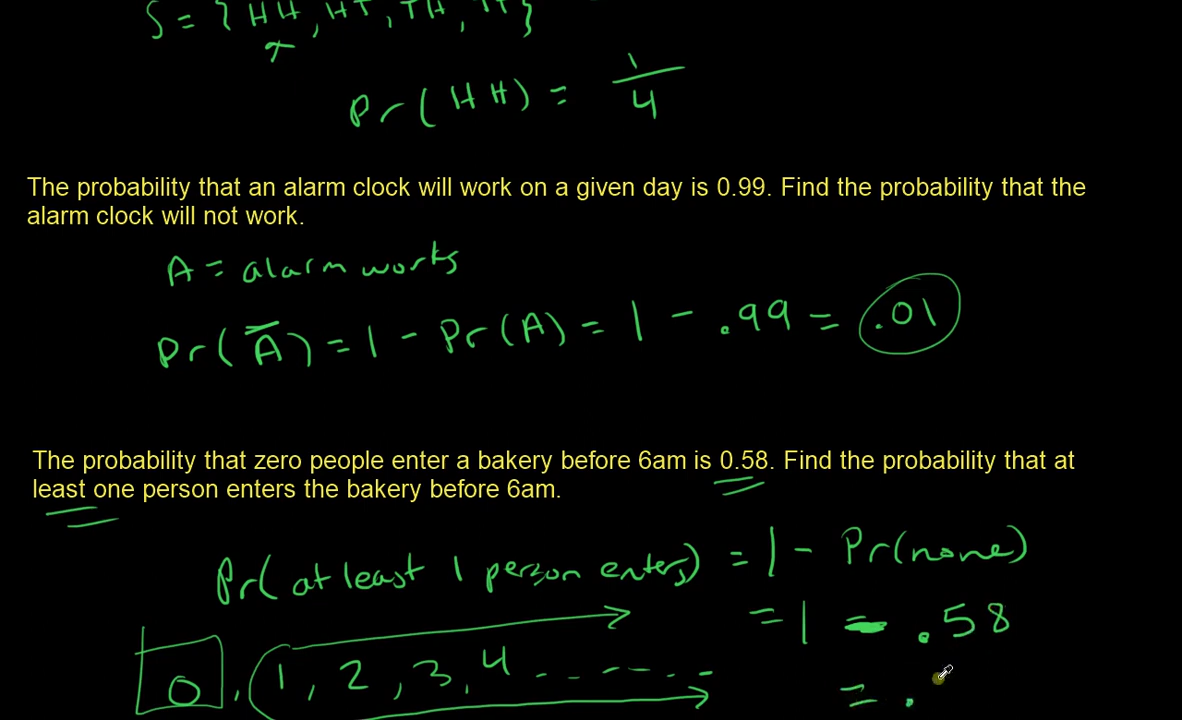 S = { HH, HT, TH, TT }
Pr(HH) = 1/4
The probability that an alarm clock will work on a given day is 0.99. Find the probability that the
alarm clock will not work.
A = alarm works
Pr(A̅) = 1 - Pr(A) = 1 - .99 = .01
The probability that zero people enter a bakery before 6am is 0.58. Find the probability that at
least one person enters the bakery before 6am.
Pr(at least 1 person enters) = 1 - Pr(none)
= 1 - .58
0, 1, 2, 3, 4 - - - - - -
= .